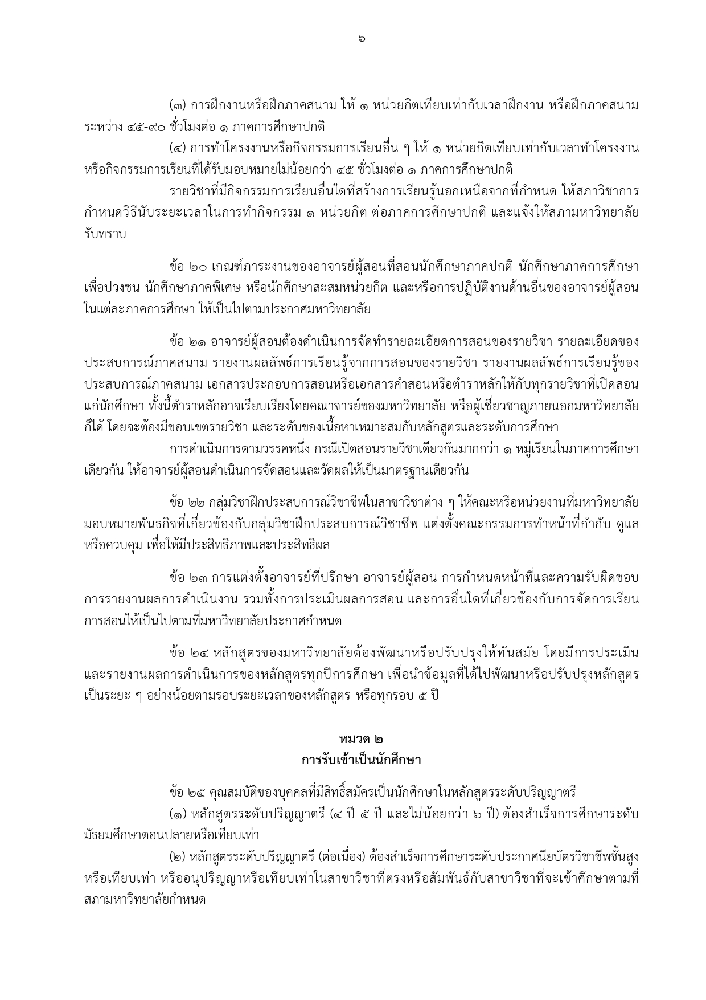 ๖
(๓) การฝึกงานหรือฝึกภาคสนาม ให้ ๑ หน่วยกิตเทียบเท่ากับเวลาฝึกงาน หรือฝึกภาคสนาม
ระหว่าง ๔๕-๙๐ ชั่วโมงต่อ ๑ ภาคการศึกษาปกติ
(๔) การทำโครงงานหรือกิจกรรมการเรียนอื่น ๆ ให้ ๑ หน่วยกิตเทียบเท่ากับเวลาทำโครงงาน
หรือกิจกรรมการเรียนที่ได้รับมอบหมายไม่น้อยกว่า ๔๕ ชั่วโมงต่อ ๑ ภาคการศึกษาปกติ
รายวิชาที่มีกิจกรรมการเรียนอื่นใดที่สร้างการเรียนรู้นอกเหนือจากที่กำหนด ให้สภาวิชาการ
กำหนดวิธีนับระยะเวลาในการทำกิจกรรม ๑ หน่วยกิต ต่อภาคการศึกษาปกติ และแจ้งให้สภามหาวิทยาลัย
รับทราบ
ข้อ ๒๐ เกณฑ์ภาระงานของอาจารย์ผู้สอนที่สอนนักศึกษาภาคปกติ นักศึกษาภาคการศึกษา
เพื่อปวงชน นักศึกษาภาคพิเศษ หรือนักศึกษาสะสมหน่วยกิต และหรือการปฏิบัติงานด้านอื่นของอาจารย์ผู้สอน
ในแต่ละภาคการศึกษา ให้เป็นไปตามประกาศมหาวิทยาลัย
ข้อ ๒๑ อาจารย์ผู้สอนต้องดำเนินการจัดทำรายละเอียดการสอนของรายวิชา รายละเอียดของ
ประสบการณ์ภาคสนาม รายงานผลลัพธ์การเรียนรู้จากการสอนของรายวิชา รายงานผลลัพธ์การเรียนรู้ของ
ประสบการณ์ภาคสนาม เอกสารประกอบการสอนหรือเอกสารคำสอนหรือตำราหลักให้กับทุกรายวิชาที่เปิดสอน
แก่นักศึกษา ทั้งนี้ตำราหลักอาจเรียบเรียงโดยคณาจารย์ของมหาวิทยาลัย หรือผู้เชี่ยวชาญภายนอกมหาวิทยาลัย
ก็ได้ โดยจะต้องมีขอบเขตรายวิชา และระดับของเนื้อหาเหมาะสมกับหลักสูตรและระดับการศึกษา
การดำเนินการตามวรรคหนึ่ง กรณีเปิดสอนรายวิชาเดียวกันมากกว่า ๑ หมู่เรียนในภาคการศึกษา
เดียวกัน ให้อาจารย์ผู้สอนดำเนินการจัดสอนและวัดผลให้เป็นมาตรฐานเดียวกัน
ข้อ ๒๒ กลุ่มวิชาฝึกประสบการณ์วิชาชีพในสาขาวิชาต่าง ๆ ให้คณะหรือหน่วยงานที่มหาวิทยาลัย
มอบหมายพันธกิจที่เกี่ยวข้องกับกลุ่มวิชาฝึกประสบการณ์วิชาชีพ แต่งตั้งคณะกรรมการทำหน้าที่กำกับ ดูแล
หรือควบคุม เพื่อให้มีประสิทธิภาพและประสิทธิผล
ข้อ ๒๓ การแต่งตั้งอาจารย์ที่ปรึกษา อาจารย์ผู้สอน การกำหนดหน้าที่และความรับผิดชอบ
การรายงานผลการดำเนินงาน รวมทั้งการประเมินผลการสอน และการอื่นใดที่เกี่ยวข้องกับการจัดการเรียน
การสอนให้เป็นไปตามที่มหาวิทยาลัยประกาศกำหนด
ข้อ ๒๔ หลักสูตรของมหาวิทยาลัยต้องพัฒนาหรือปรับปรุงให้ทันสมัย โดยมีการประเมิน
และรายงานผลการดำเนินการของหลักสูตรทุกปีการศึกษา เพื่อนำข้อมูลที่ได้ไปพัฒนาหรือปรับปรุงหลักสูตร
เป็นระยะ ๆ อย่างน้อยตามรอบระยะเวลาของหลักสูตร หรือทุกรอบ ๕ ปี
หมวด ๒
การรับเข้าเป็นนักศึกษา
ข้อ ๒๕ คุณสมบัติของบุคคลที่มีสิทธิ์สมัครเป็นนักศึกษาในหลักสูตรระดับปริญญาตรี
(๑) หลักสูตรระดับปริญญาตรี (๔ ปี ๕ ปี และไม่น้อยกว่า ๖ ปี) ต้องสำเร็จการศึกษาระดับ
มัธยมศึกษาตอนปลายหรือเทียบเท่า
(๒) หลักสูตรระดับปริญญาตรี (ต่อเนื่อง) ต้องสำเร็จการศึกษาระดับประกาศนียบัตรวิชาชีพชั้นสูง
หรือเทียบเท่า หรืออนุปริญญาหรือเทียบเท่าในสาขาวิชาที่ตรงหรือสัมพันธ์กับสาขาวิชาที่จะเข้าศึกษาตามที่
สภามหาวิทยาลัยกำหนด